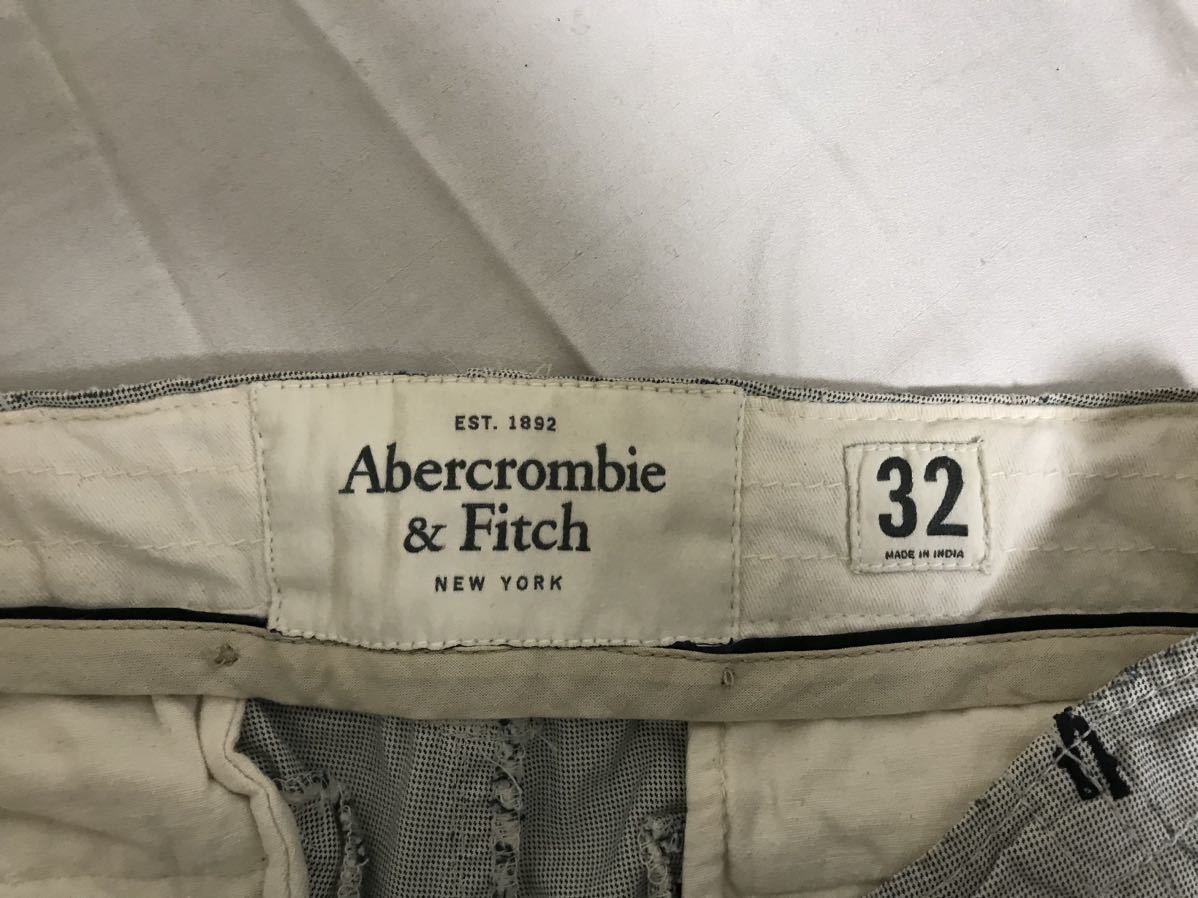 EST. 1892
Abercrombie
& Fitch
NEW YORK
32
MADE IN INDIA